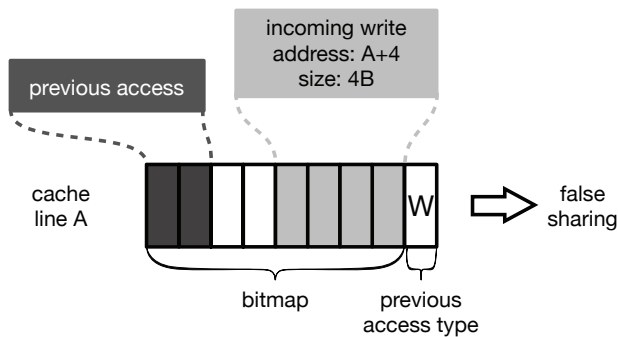 incoming write
address: A+4
size: 4B
previous access
cache
line A
W
false
sharing
bitmap
previous
access type